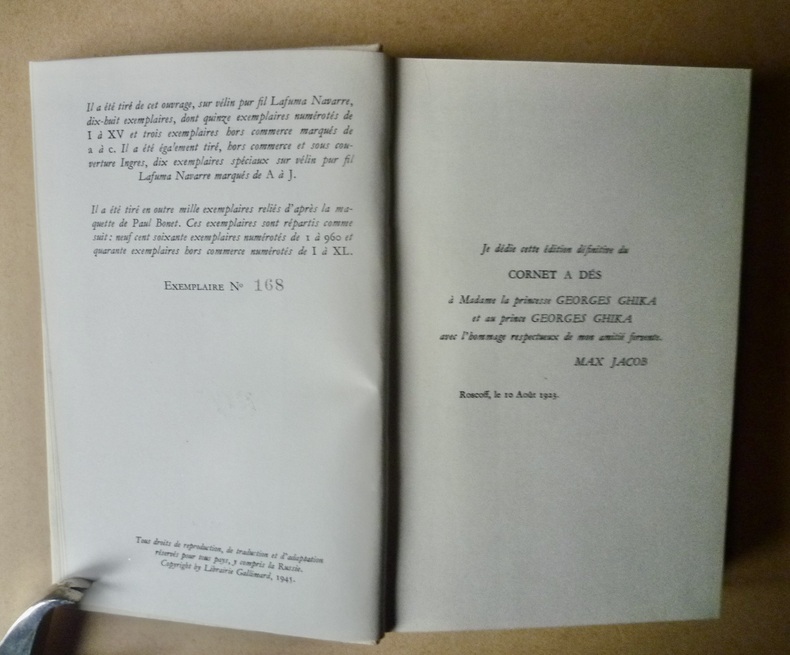 Il a été tiré de cet ouvrage, sur vélin pur fil Lafuma Navarre,
dix-huit exemplaires, dont quinze exemplaires numérotés de
I à XV et trois exemplaires hors commerce marqués de
a à c. Il a été également tiré, hors commerce et sous cou-
verture Ingres, dix exemplaires spéciaux sur vélin pur fil
Lafuma Navarre marqués de A à J.
Il a été tiré en outre mille exemplaires reliés d'après la ma-
quette de Paul Bonet. Ces exemplaires sont répartis comme
suit : neuf cent soixante exemplaires numérotés de 1 à 960 et
quarante exemplaires hors commerce numérotés de I à XL.
EXEMPLAIRE No 168
Tous droits de reproduction, de traduction et d'adaptation
réservés pour tous pays, y compris la Russie.
Copyright by Librairie Gallimard, 1945.
Je dédie cette édition définitive du
CORNET A DÉS
à Madame la princesse GEORGES GHIKA
et au prince GEORGES GHIKA
avec l'hommage respectueux de mon amitié fervente.
MAX JACOB
Roscoff, le 10 Août 1923.